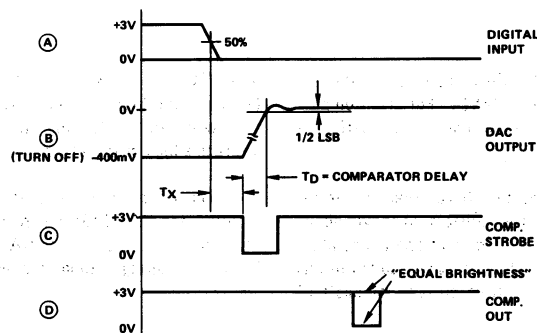 A +3V 50% 0V DIGITAL INPUT
B (TURN OFF) 0V -400mV 1/2 LSB DAC OUTPUT
TX TD = COMPARATOR DELAY
C +3V 0V COMP. STROBE
D +3V 0V "EQUAL BRIGHTNESS" COMP. OUT